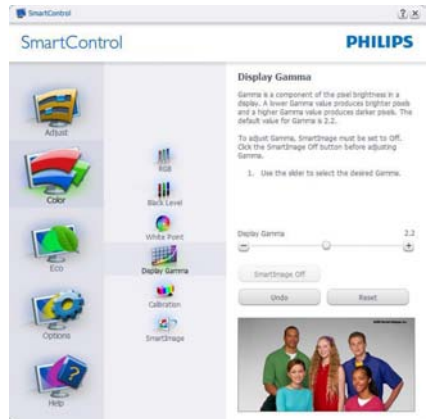 SmartControl
SmartControl
PHILIPS
Adjust
Color
Eco
Options
Help
RGB
Black Level
White Point
Display Gamma
Calibration
SmartImage
Display Gamma
Gamma is a component of the pixel brightness in a
display. A lower Gamma value produces brighter pixels
and a higher Gamma value produces darker pixels. The
default value for Gamma is 2.2.
To adjust Gamma, SmartImage must be set to Off.
Click the SmartImage Off button before adjusting
Gamma.
1. Use the slider to select the desired Gamma.
Display Gamma 2.2
SmartImage Off
Undo Reset